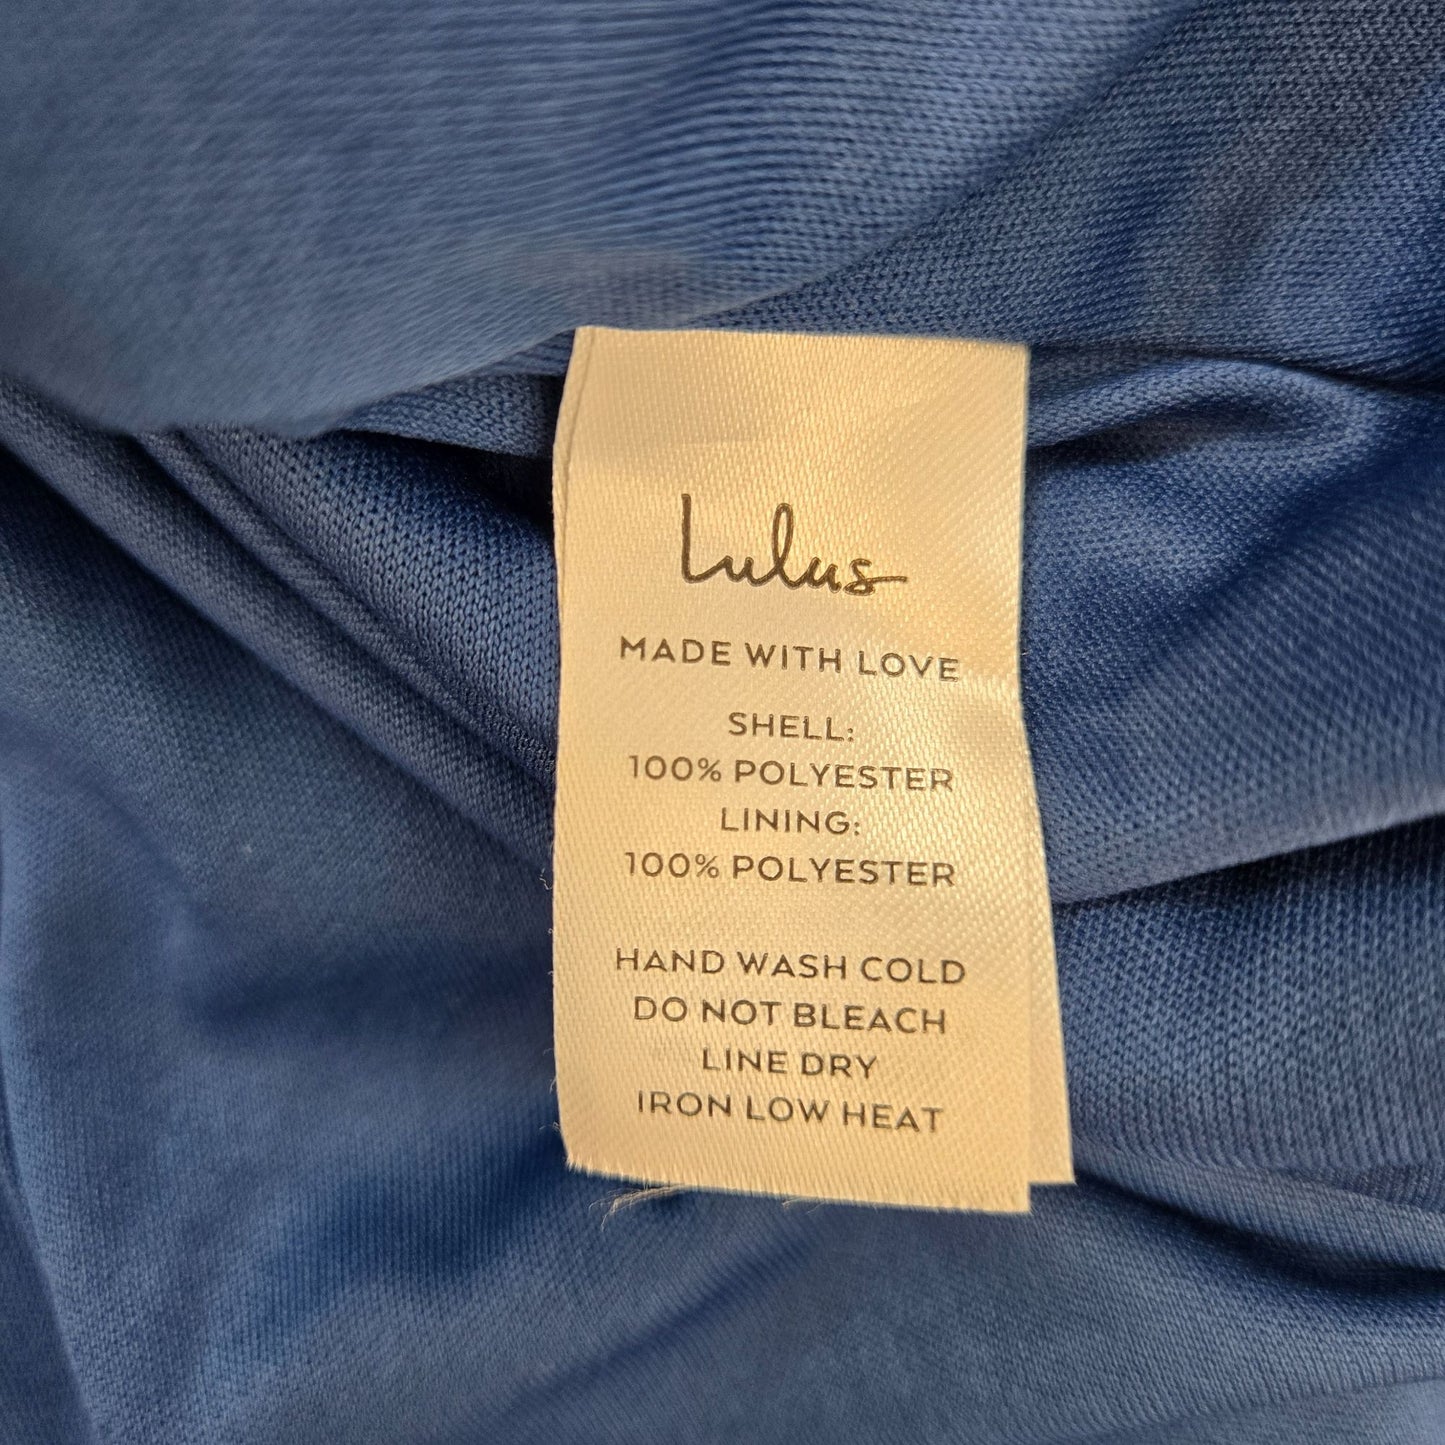 Lulus
MADE WITH LOVE
SHELL:
100% POLYESTER
LINING:
100% POLYESTER
HAND WASH COLD
DO NOT BLEACH
LINE DRY
IRON LOW HEAT